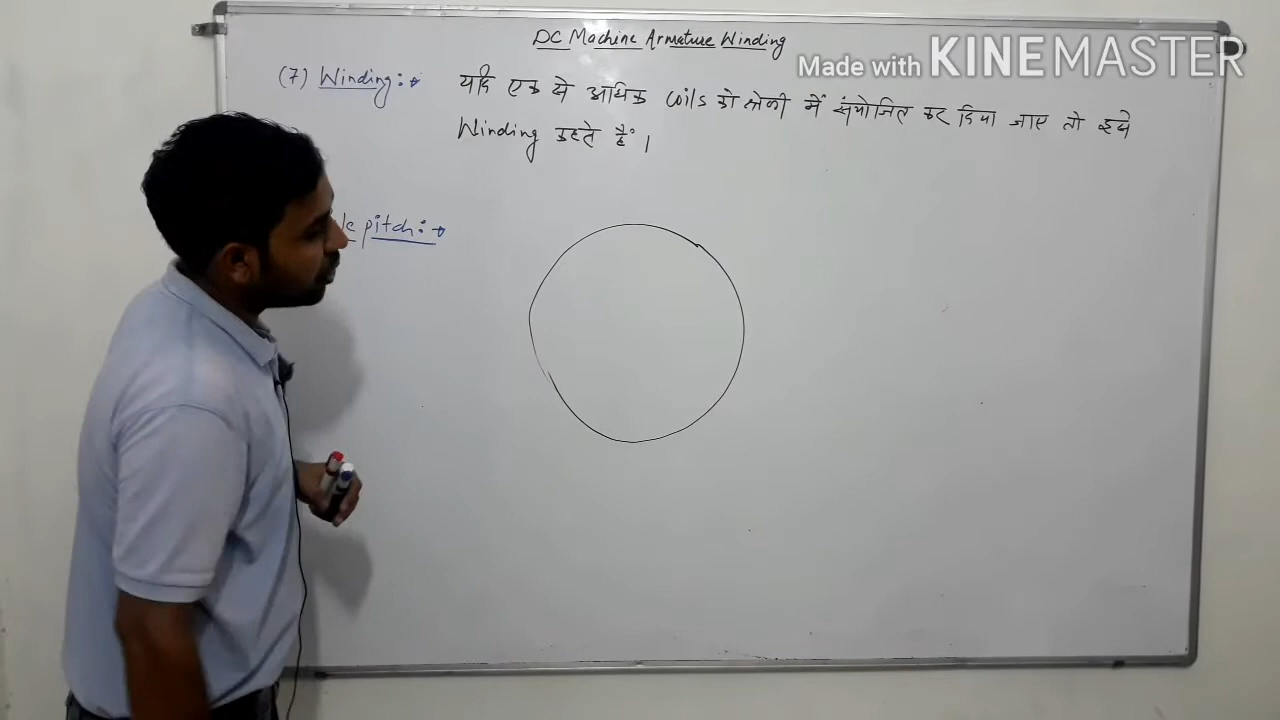 DC Machine Armature Winding
Made with KINEMASTER
(7) Winding:→ यदि एक से अधिक Coils को श्रेणी में संयोजित कर दिया जाए तो इसे
Winding कहते हैं।
pitch:→